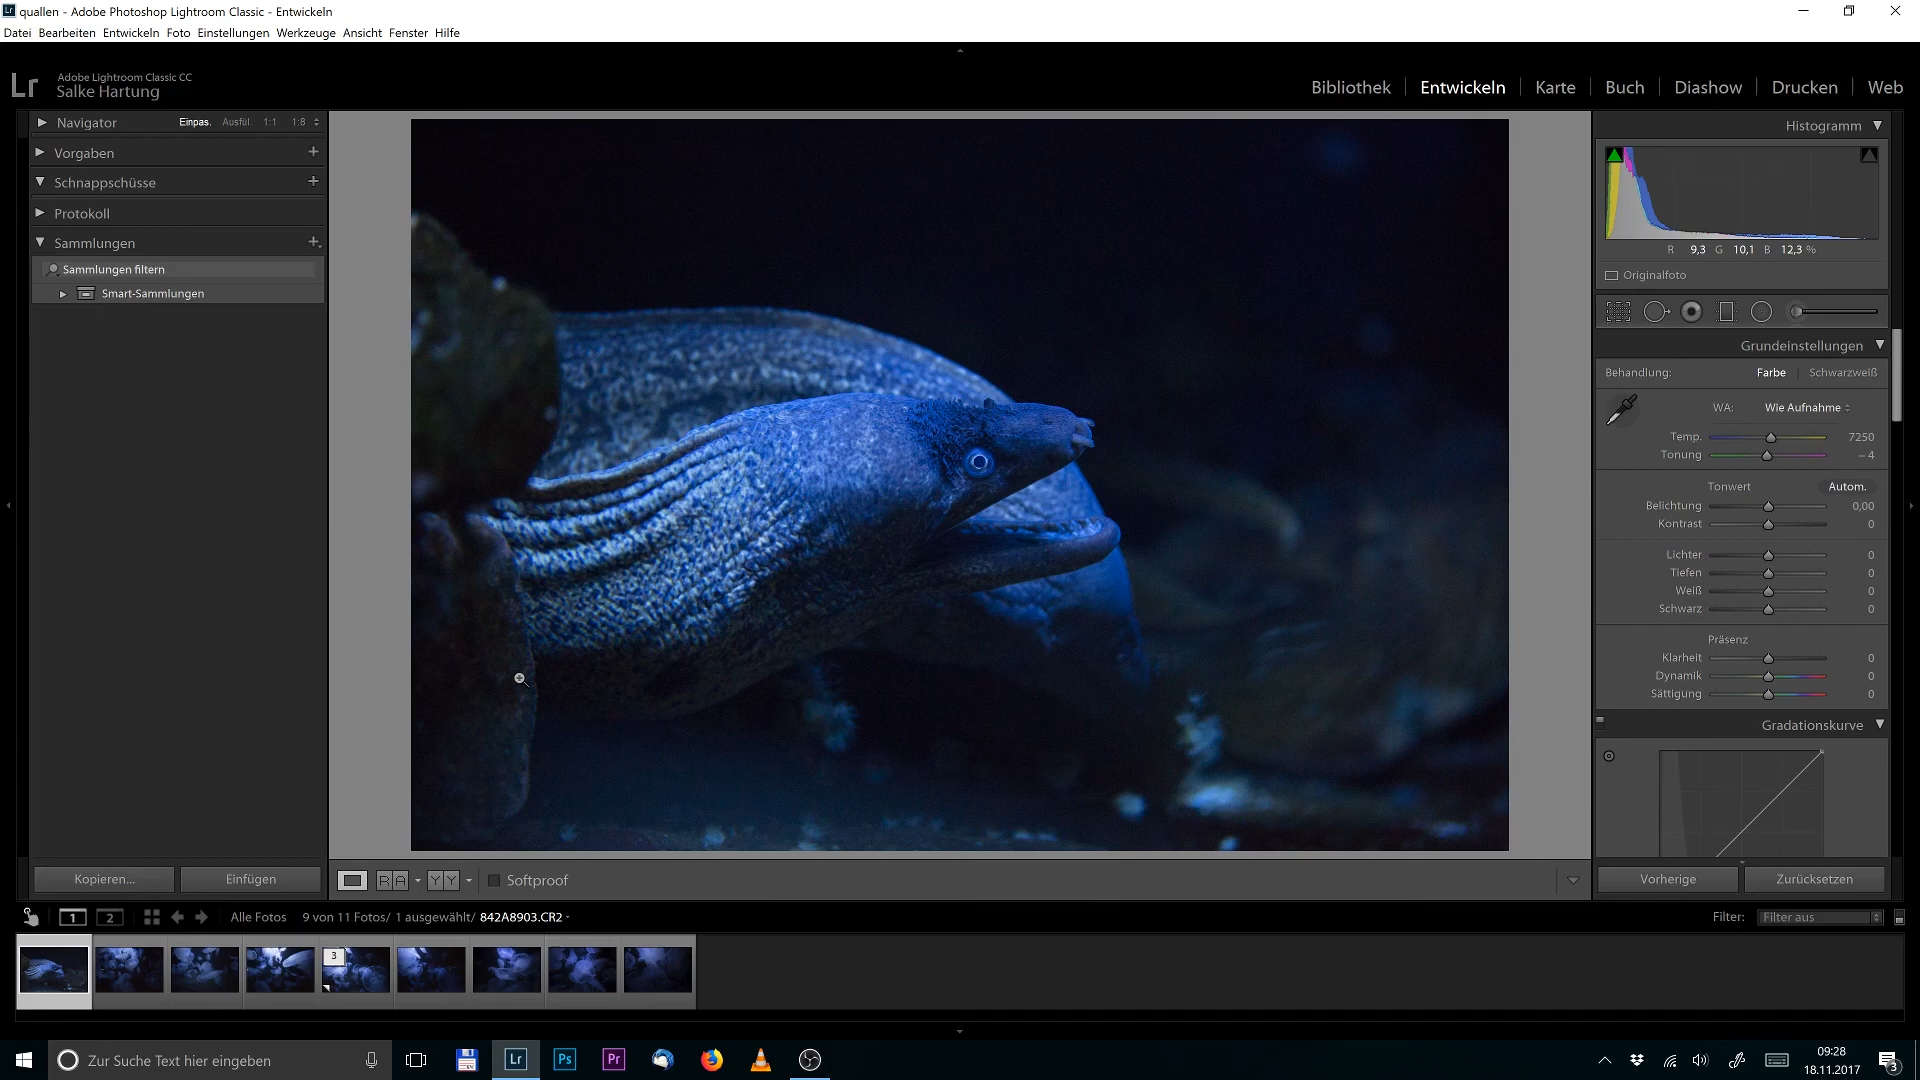 quallen - Adobe Photoshop Lightroom Classic - Entwickeln
Datei Bearbeiten Entwickeln Foto Einstellungen Werkzeuge Ansicht Fenster Hilfe
Lr
Adobe Lightroom Classic CC
Salke Hartung
Bibliothek Entwickeln Karte Buch Diashow Drucken Web
Navigator Einpas. Ausfül. 1:1 1:8
Vorgaben
Schnappschüsse
Protokoll
Sammlungen
Sammlungen filtern
Smart-Sammlungen
Kopieren... Einfügen
Histogramm
R 9,3 G 10,1 B 12,3 %
Originalfoto
Grundeinstellungen
Behandlung: Farbe Schwarzweiß
WA: Wie Aufnahme
Temp. 7250
Tonung – 4
Tonwert Autom.
Belichtung 0,00
Kontrast 0
Lichter 0
Tiefen 0
Weiß 0
Schwarz 0
Präsenz
Klarheit 0
Dynamik 0
Sättigung 0
Gradationskurve
Vorherige Zurücksetzen
R A Y Y Softproof
1 2 Alle Fotos 9 von 11 Fotos/ 1 ausgewählt/ 842A8903.CR2
Filter: Filter aus
3
Zur Suche Text hier eingeben
Lr Ps Pr
09:28
18.11.2017
3